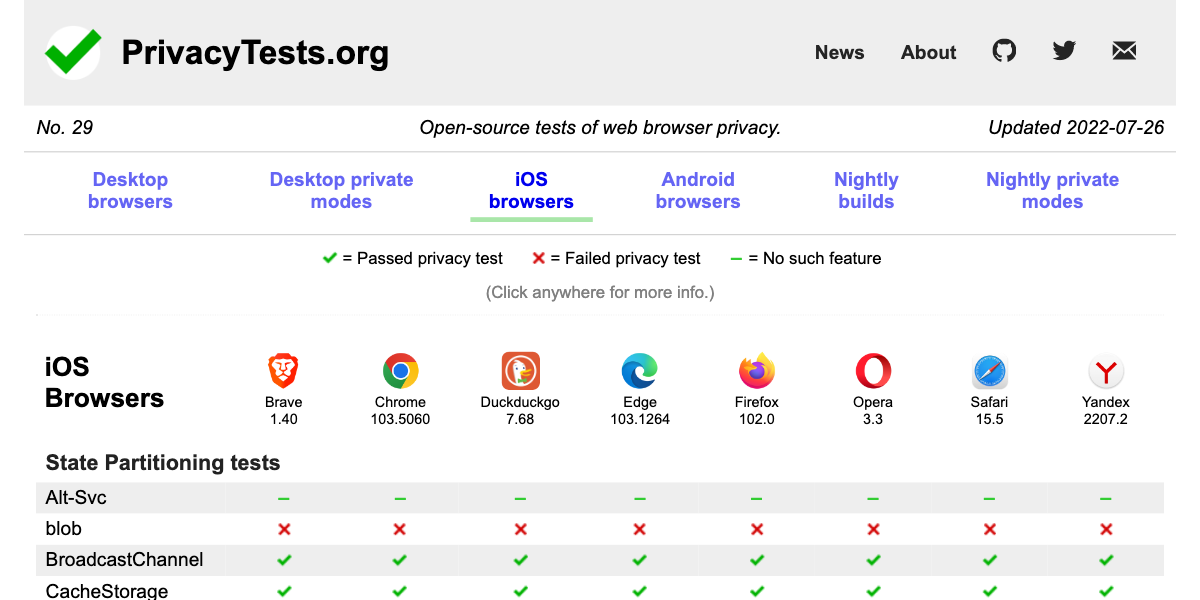 PrivacyTests.org
News About
No. 29 Open-source tests of web browser privacy. Updated 2022-07-26
Desktop browsers Desktop private modes iOS browsers Android browsers Nightly builds Nightly private modes
✔ = Passed privacy test ✖ = Failed privacy test – = No such feature
(Click anywhere for more info.)
iOS Browsers
Brave 1.40 Chrome 103.5060 Duckduckgo 7.68 Edge 103.1264 Firefox 102.0 Opera 3.3 Safari 15.5 Yandex 2207.2
State Partitioning tests
Alt-Svc – – – – – – – –
blob ✖ ✖ ✖ ✖ ✖ ✖ ✖ ✖
BroadcastChannel ✔ ✔ ✔ ✔ ✔ ✔ ✔ ✔
CacheStorage ✔ ✔ ✔ ✔ ✔ ✔ ✔ ✔